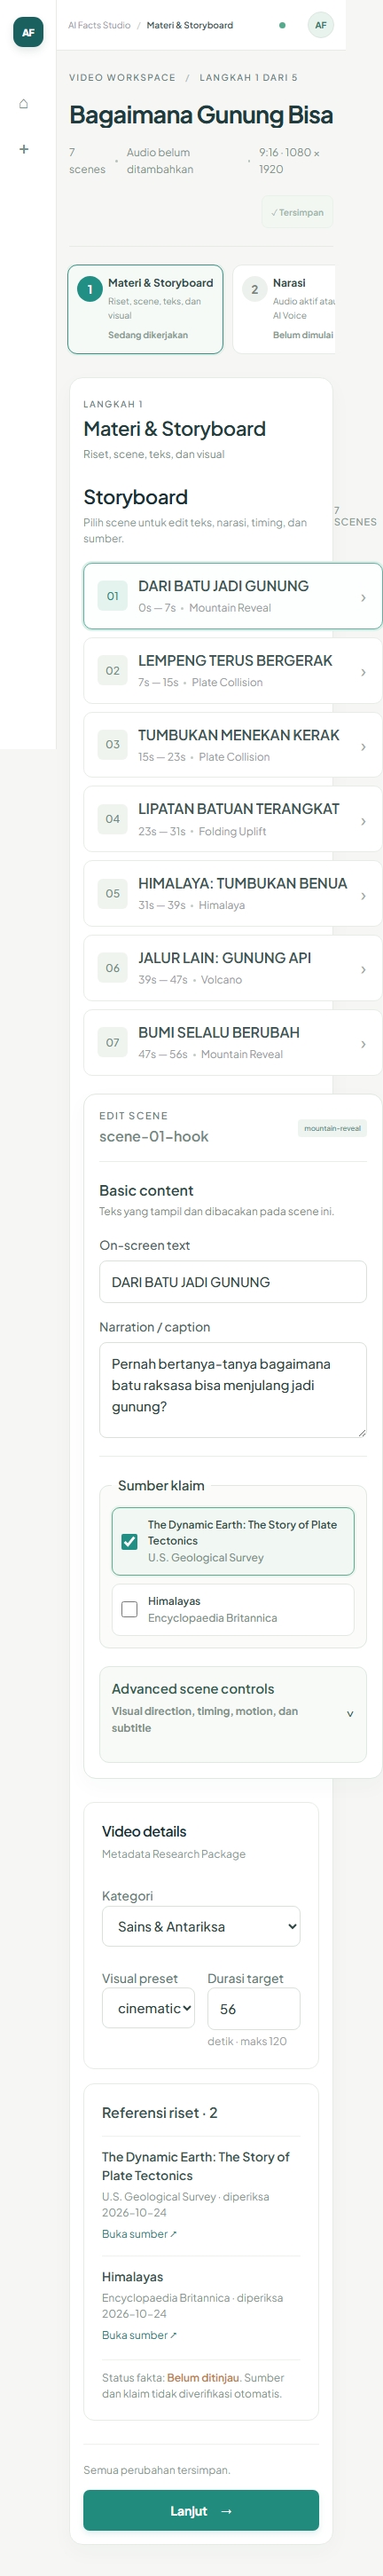 AF
AI Facts Studio / Materi & Storyboard
AF
VIDEO WORKSPACE / LANGKAH 1 DARI 5
Bagaimana Gunung Bisa
7 scenes • Audio belum ditambahkan • 9:16 · 1080 × 1920
✓ Tersimpan
1
Materi & Storyboard
Riset, scene, teks, dan
visual
Sedang dikerjakan
2
Narasi
Audio aktif atau
AI Voice
Belum dimulai
LANGKAH 1
Materi & Storyboard
Riset, scene, teks, dan visual
Storyboard
Pilih scene untuk edit teks, narasi, timing, dan
sumber.
7
SCENES
01
DARI BATU JADI GUNUNG
0s — 7s • Mountain Reveal
›
02
LEMPENG TERUS BERGERAK
7s — 15s • Plate Collision
›
03
TUMBUKAN MENEKAN KERAK
15s — 23s • Plate Collision
›
04
LIPATAN BATUAN TERANGKAT
23s — 31s • Folding Uplift
›
05
HIMALAYA: TUMBUKAN BENUA
31s — 39s • Himalaya
›
06
JALUR LAIN: GUNUNG API
39s — 47s • Volcano
›
07
BUMI SELALU BERUBAH
47s — 56s • Mountain Reveal
›
EDIT SCENE
scene-01-hook
mountain-reveal
Basic content
Teks yang tampil dan dibacakan pada scene ini.
On-screen text
DARI BATU JADI GUNUNG
Narration / caption
Pernah bertanya-tanya bagaimana
batu raksasa bisa menjulang jadi
gunung?
Sumber klaim
The Dynamic Earth: The Story of Plate
Tectonics
U.S. Geological Survey
Himalayas
Encyclopaedia Britannica
Advanced scene controls
Visual direction, timing, motion, dan
subtitle
Video details
Metadata Research Package
Kategori
Sains & Antariksa
Visual preset
cinematic
Durasi target
56
detik · maks 120
Referensi riset · 2
The Dynamic Earth: The Story of
Plate Tectonics
U.S. Geological Survey · diperiksa
2026-10-24
Buka sumber ↗
Himalayas
Encyclopaedia Britannica · diperiksa
2026-10-24
Buka sumber ↗
Status fakta: Belum ditinjau. Sumber
dan klaim tidak diverifikasi otomatis.
Semua perubahan tersimpan.
Lanjut →